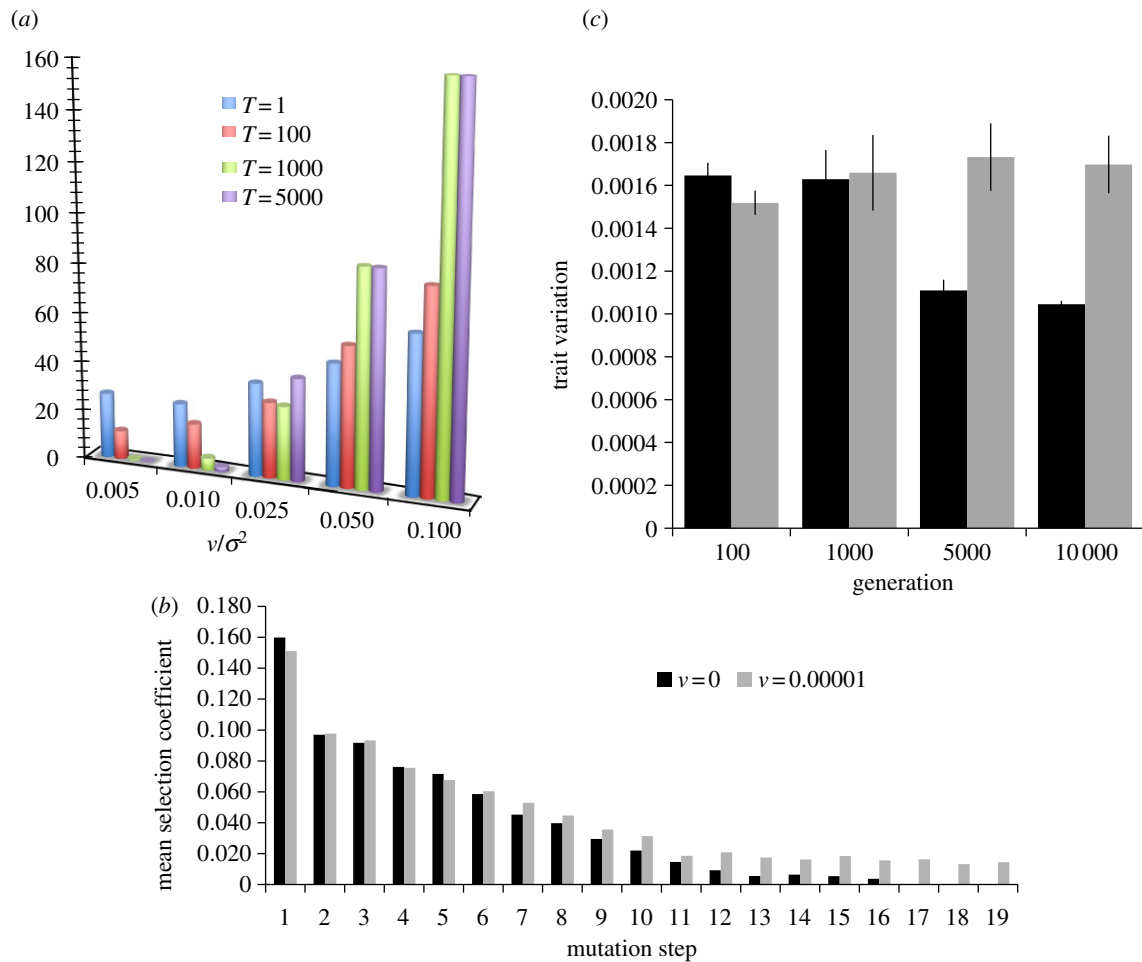 (a)
160
140
120
100
80
60
40
20
0
T = 1
T = 100
T = 1000
T = 5000
0.005
0.010
0.025
0.050
0.100
v/σ²
(c)
0.0020
0.0018
0.0016
0.0014
0.0012
0.0010
0.0008
0.0006
0.0004
0.0002
0
trait variation
100 1000 5000 10 000
generation
(b)
0.180
0.160
0.140
0.120
0.100
0.080
0.060
0.040
0.020
0
mean selection coefficient
v = 0 v = 0.00001
1 2 3 4 5 6 7 8 9 10 11 12 13 14 15 16 17 18 19
mutation step